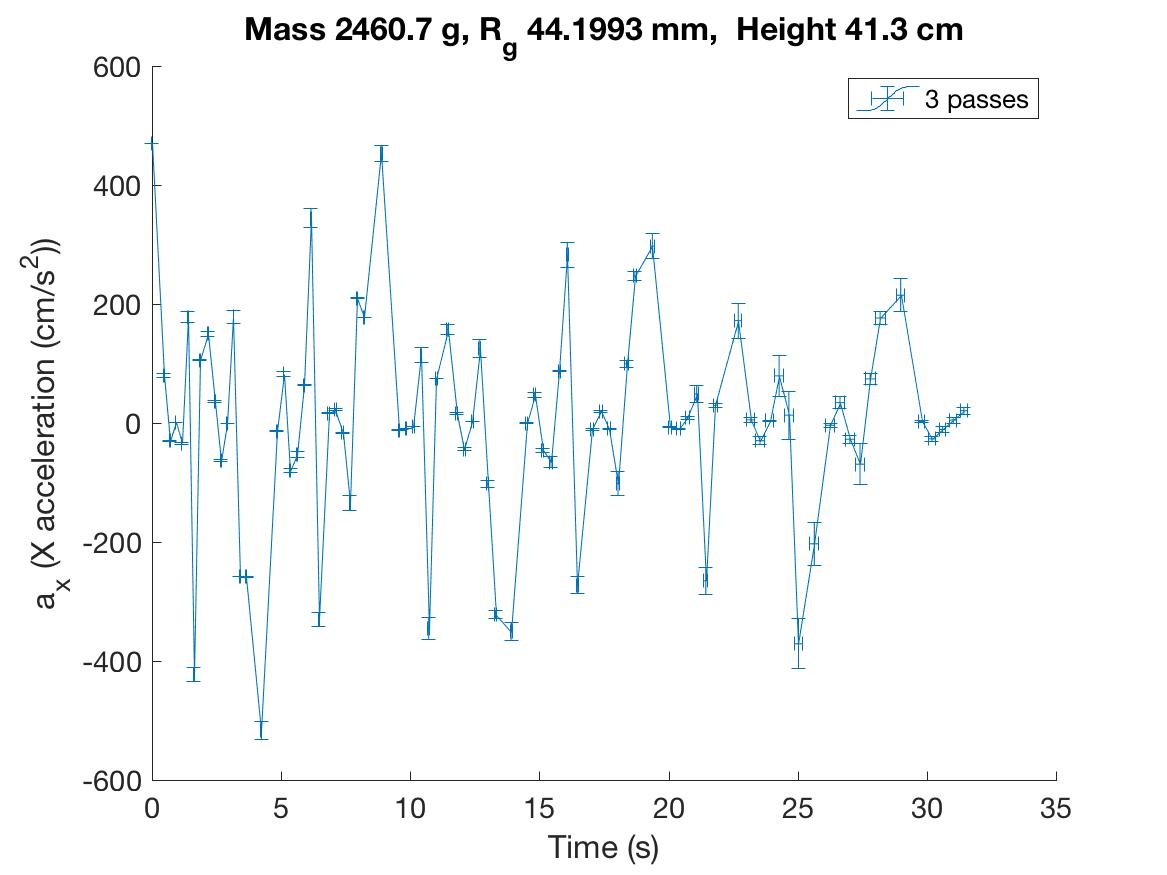 Mass 2460.7 g, R_g 44.1993 mm,  Height 41.3 cm
3 passes
600
400
200
0
-200
-400
-600
a_x (X acceleration (cm/s^2))
0 5 10 15 20 25 30 35
Time (s)